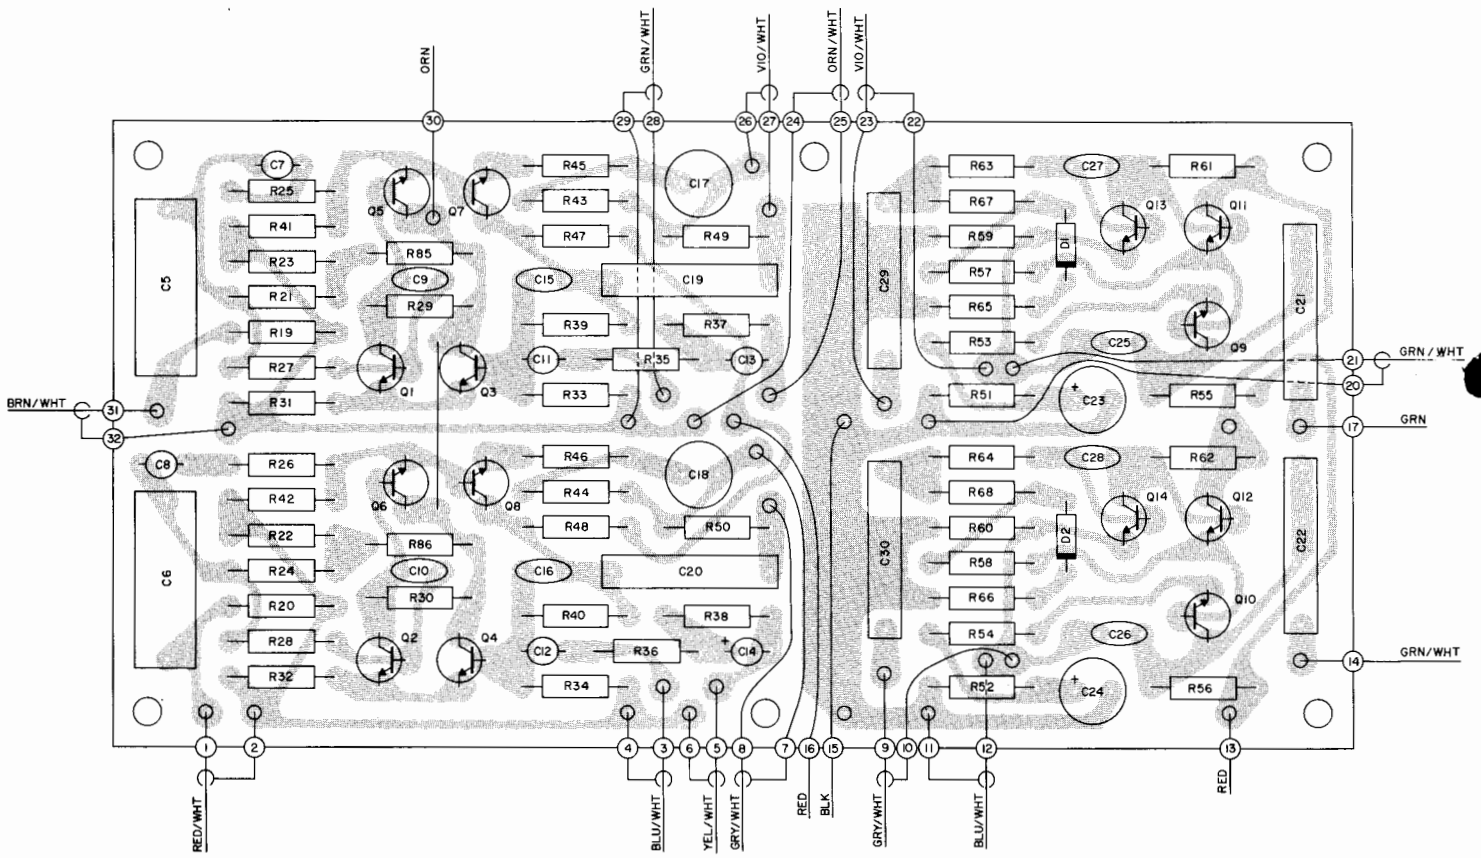 ORN
GRN/WHT
VIO/WHT
ORN/WHT
VIO/WHT
30
29
28
26
27
24
25
23
22
C7
R25
Q5
Q7
R45
C17
R63
C27
R61
R43
R67
R41
Q13
Q11
R47
R49
R59
D1
R23
R85
C5
C9
C15
C19
C29
R57
C21
R21
R29
R65
R19
R39
R37
R53
C25
Q9
R27
C11
R35
C13
21
GRN/WHT
20
Q1
Q3
R31
R33
R51
+
C23
R55
BRN/WHT
31
17
GRN
32
C8
R26
R46
R64
C28
R62
Q6
Q8
C18
R42
R44
R68
Q14
Q12
R22
R48
R50
R60
D2
R86
C6
C10
C16
C20
C30
R58
C22
R24
R30
R66
R20
R40
R38
Q10
Q2
Q4
R54
C26
R28
C12
R36
+
C14
14
GRN/WHT
R32
R34
R52
+
C24
R56
1
2
4
3
6
5
8
7
16
15
9
10
11
12
13
RED/WHT
BLU/WHT
YEL/WHT
GRY/WHT
RED
BLK
GRY/WHT
BLU/WHT
RED